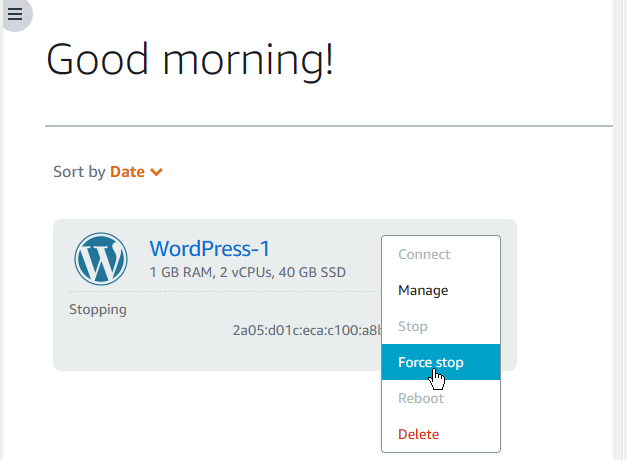 Good morning!
Sort by Date
WordPress-1
1 GB RAM, 2 vCPUs, 40 GB SSD
Stopping
2a05:d01c:eca:c100:a8b
Connect
Manage
Stop
Force stop
Reboot
Delete